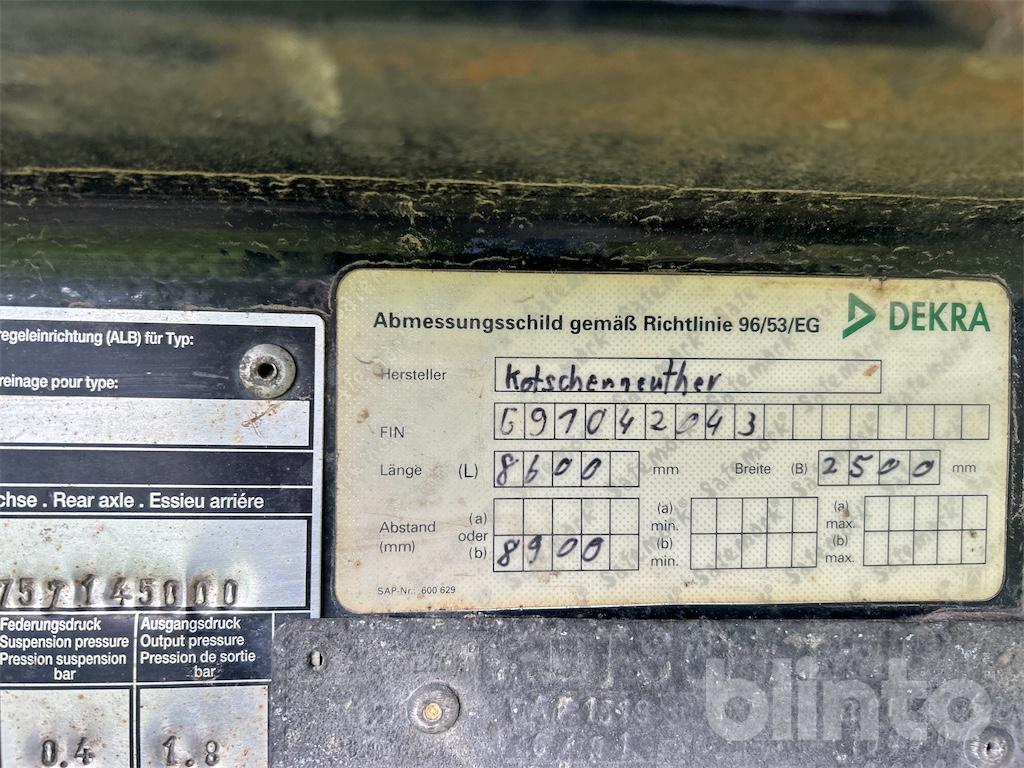 regeleinrichtung (ALB) für Typ:
reinage pour type:
chse . Rear axle . Essieu arriére
757145000
Federungsdruck
Suspension pressure
Pression suspension
bar
Ausgangsdruck
Output pressure
Pression de sortie
bar
0.4
1.8
Abmessungsschild gemäß Richtlinie 96/53/EG
DEKRA
Hersteller Kotschenreuther
FIN G91042043
Länge (L) 8600 mm Breite (B) 2500 mm
Abstand (mm) (a) oder (b) 8900
(a) min. (b) min.
(a) max. (b) max.
SAP-Nr.: 600 629
blinto